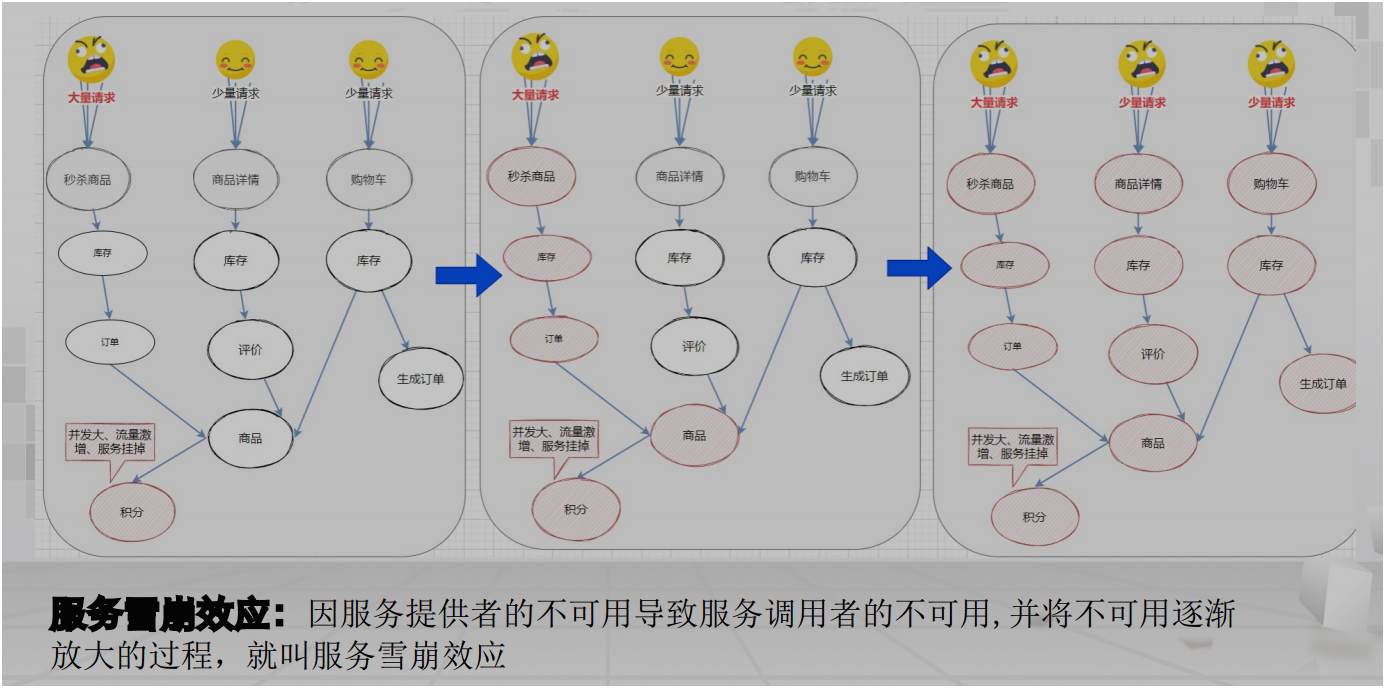 大量请求
少量请求
少量请求
秒杀商品
商品详情
购物车
库存
库存
库存
订单
评价
生成订单
商品
并发大、流量激
增、服务挂掉
积分
大量请求
少量请求
少量请求
秒杀商品
商品详情
购物车
库存
库存
库存
订单
评价
生成订单
商品
并发大、流量激
增、服务挂掉
积分
大量请求
少量请求
少量请求
秒杀商品
商品详情
购物车
库存
库存
库存
订单
评价
生成订单
商品
并发大、流量激
增、服务挂掉
积分
服务雪崩效应：因服务提供者的不可用导致服务调用者的不可用,并将不可用逐渐
放大的过程，就叫服务雪崩效应